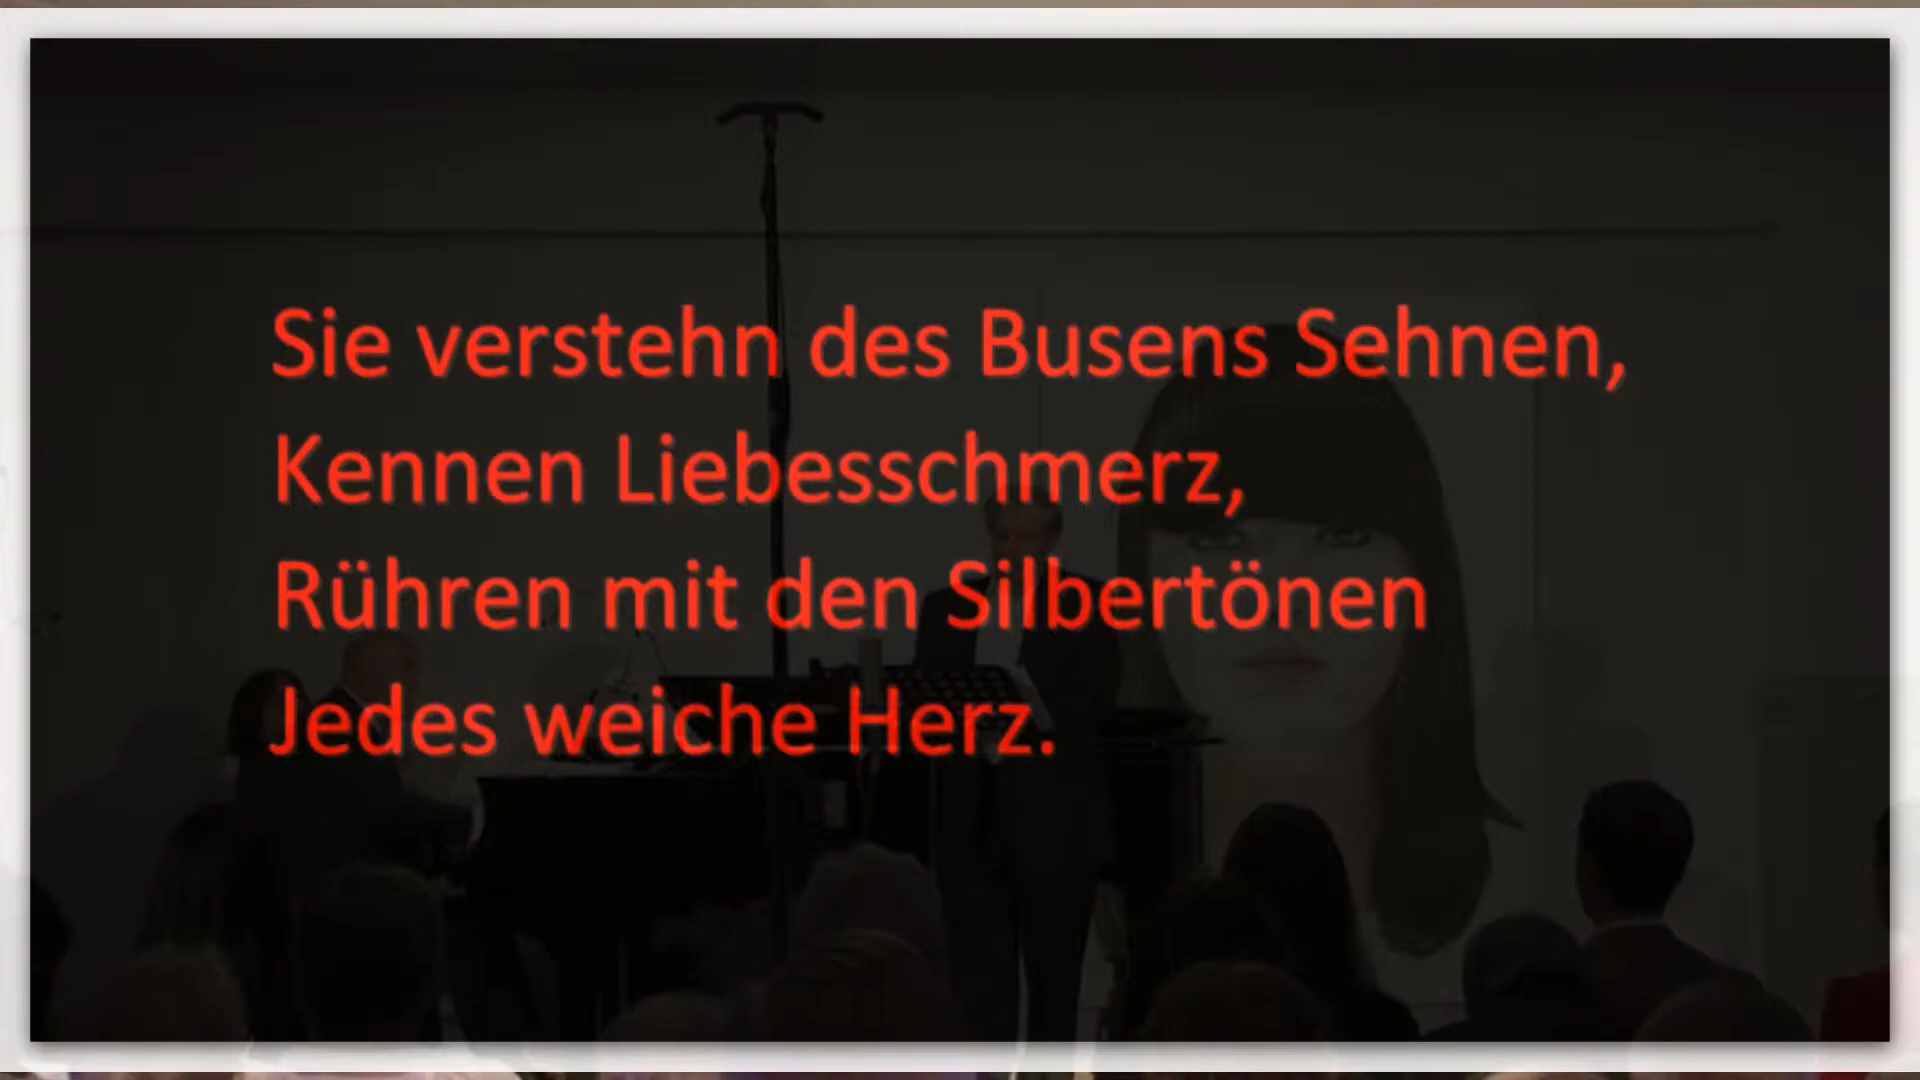 Sie verstehn des Busens Sehnen,
Kennen Liebesschmerz,
Rühren mit den Silbertönen
Jedes weiche Herz.